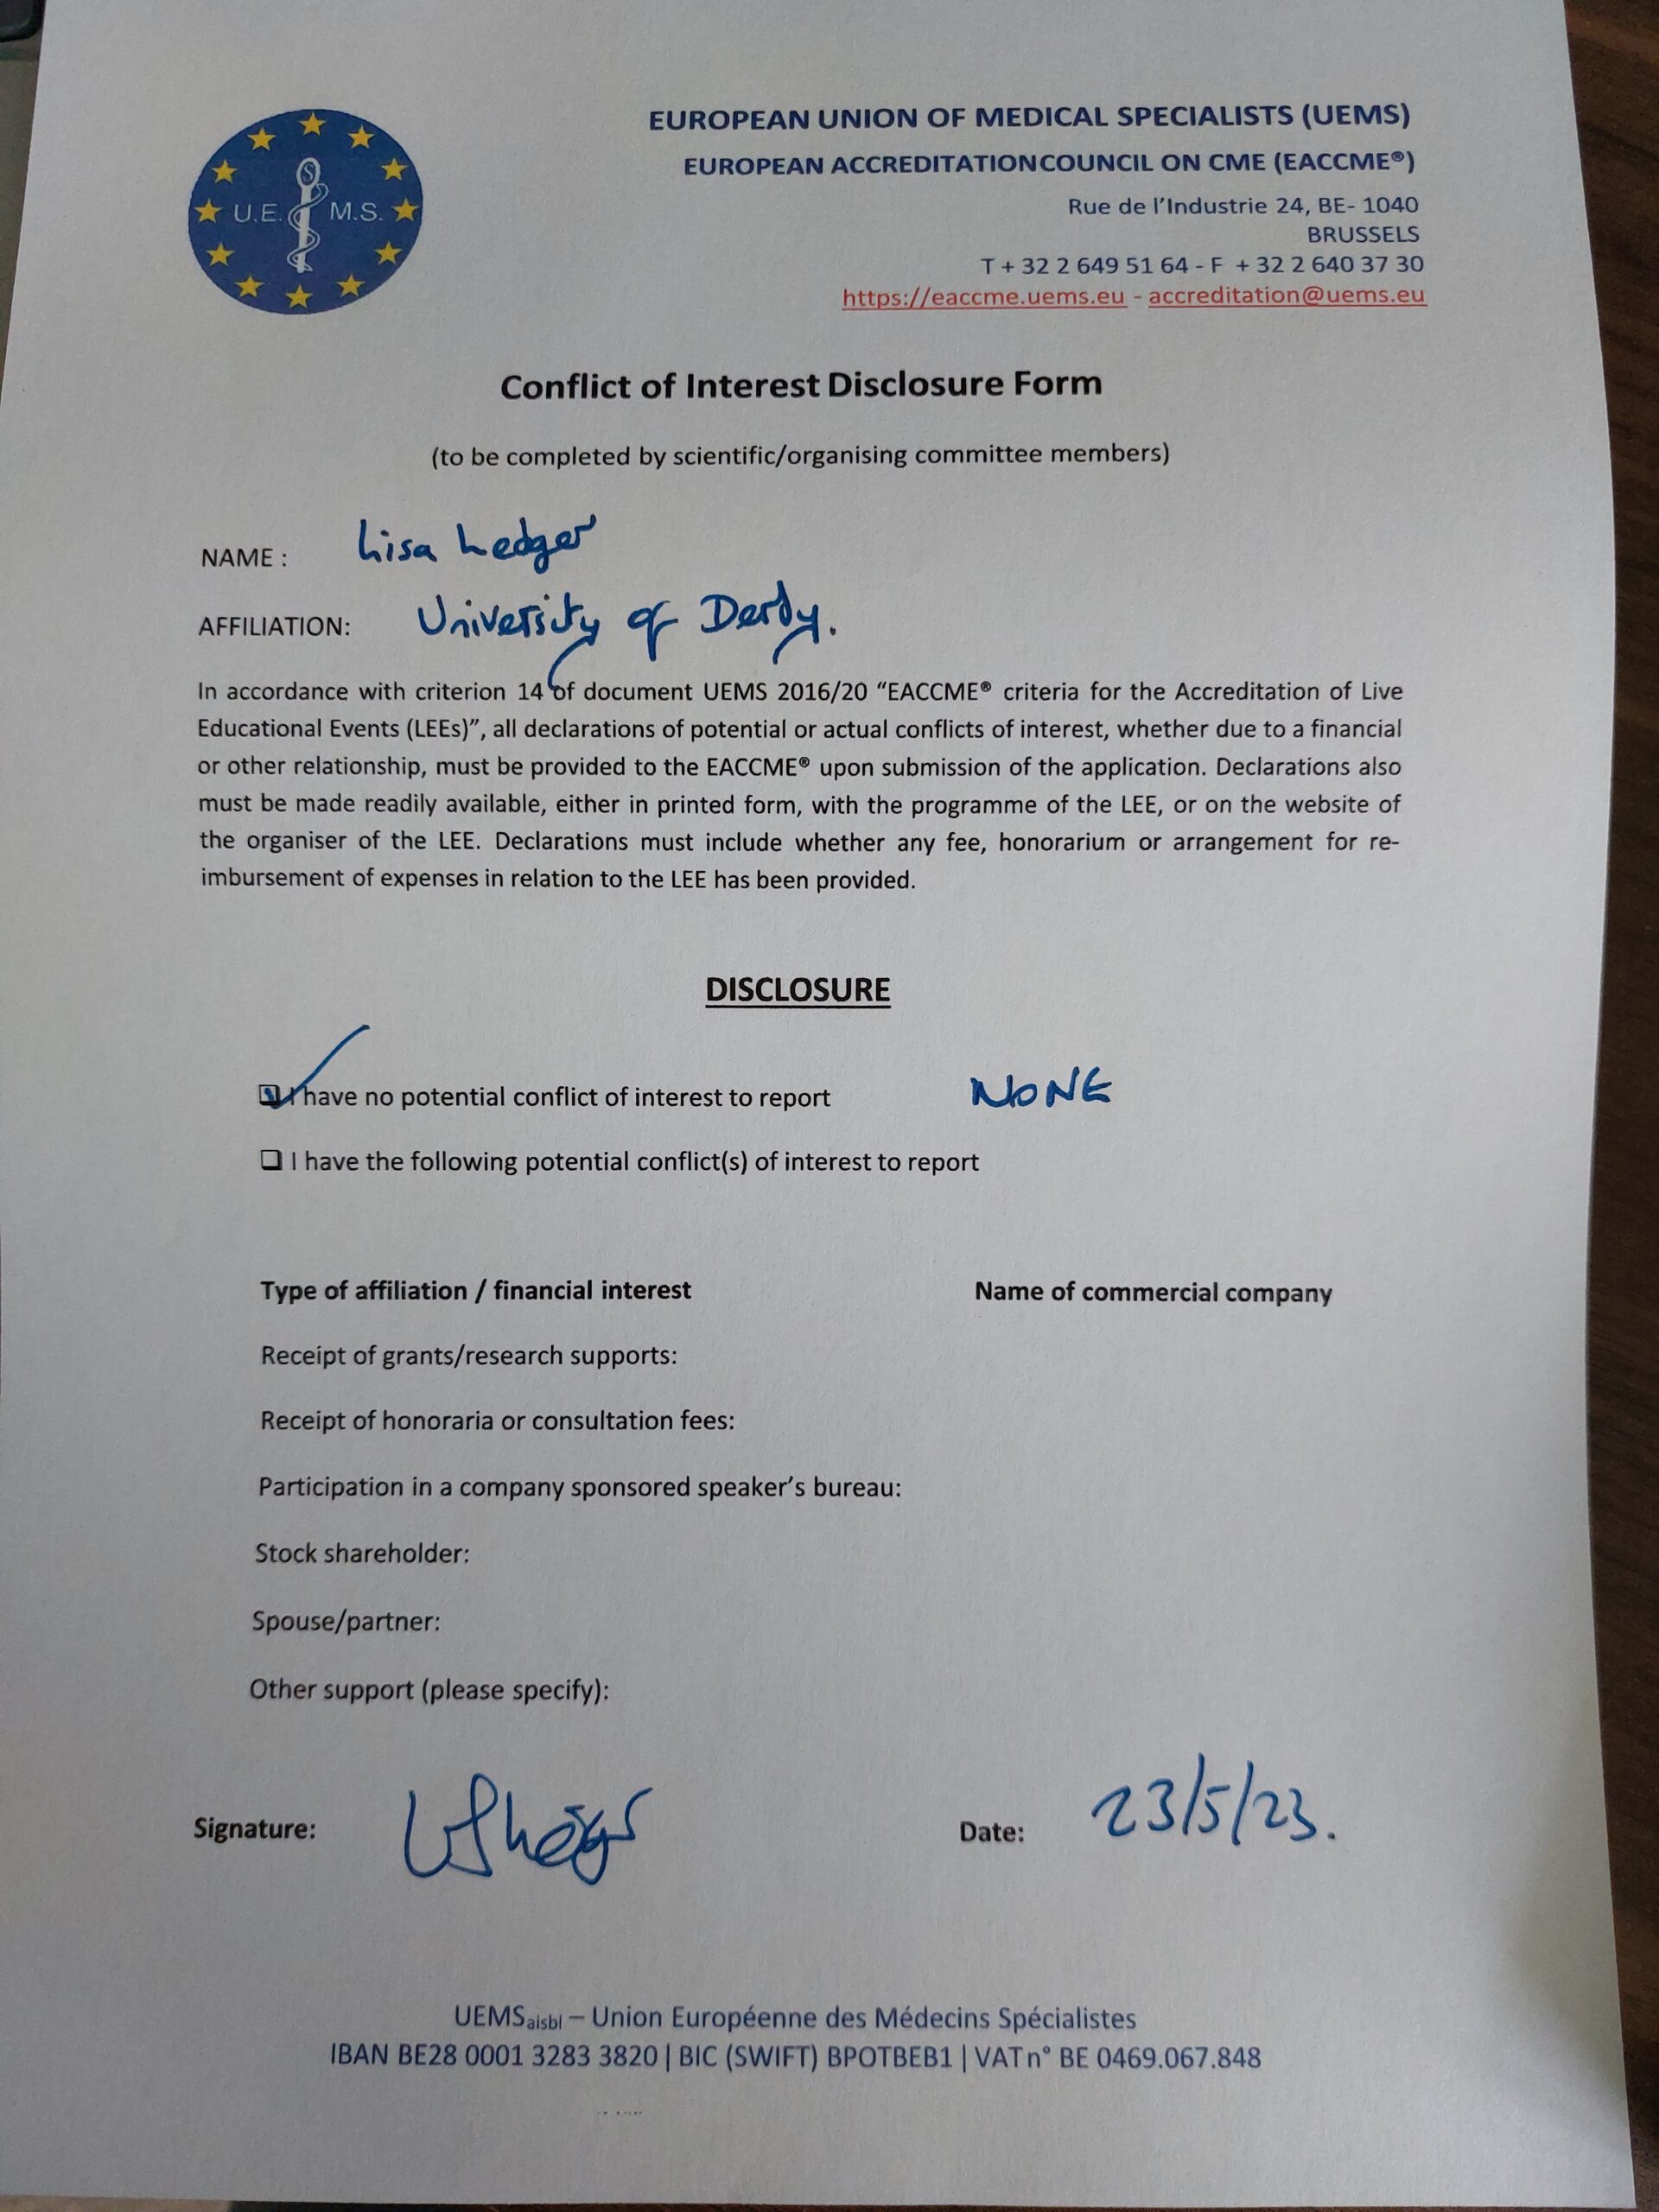 U.E. M.S.
EUROPEAN UNION OF MEDICAL SPECIALISTS (UEMS)
EUROPEAN ACCREDITATIONCOUNCIL ON CME (EACCME®)
Rue de l'Industrie 24, BE- 1040
BRUSSELS
T + 32 2 649 51 64 - F + 32 2 640 37 30
https://eaccme.uems.eu - accreditation@uems.eu
Conflict of Interest Disclosure Form
(to be completed by scientific/organising committee members)
NAME : Lisa Ledger
AFFILIATION: University of Derby.
In accordance with criterion 14 of document UEMS 2016/20 “EACCME® criteria for the Accreditation of Live
Educational Events (LEEs)”, all declarations of potential or actual conflicts of interest, whether due to a financial
or other relationship, must be provided to the EACCME® upon submission of the application. Declarations also
must be made readily available, either in printed form, with the programme of the LEE, or on the website of
the organiser of the LEE. Declarations must include whether any fee, honorarium or arrangement for re-
imbursement of expenses in relation to the LEE has been provided.
DISCLOSURE
I have no potential conflict of interest to report NONE
I have the following potential conflict(s) of interest to report
Type of affiliation / financial interest Name of commercial company
Receipt of grants/research supports:
Receipt of honoraria or consultation fees:
Participation in a company sponsored speaker’s bureau:
Stock shareholder:
Spouse/partner:
Other support (please specify):
Signature: Date: 23/5/23.
UEMSaisbl – Union Européenne des Médecins Spécialistes
IBAN BE28 0001 3283 3820 | BIC (SWIFT) BPOTBEB1 | VAT n° BE 0469.067.848